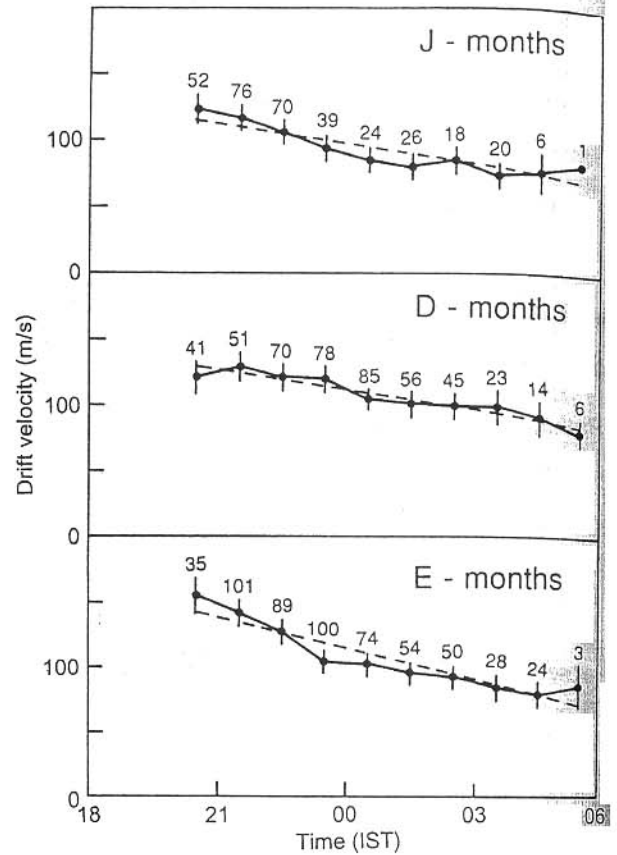 J - months
52 76 70 39 24 26 18 20 6 1
100
0
D - months
41 51 70 78 85 56 45 23 14 6
100
0
E - months
35 101 89 100 74 54 50 28 24 3
100
0
Drift velocity (m/s)
18 21 00 03 06
Time (IST)